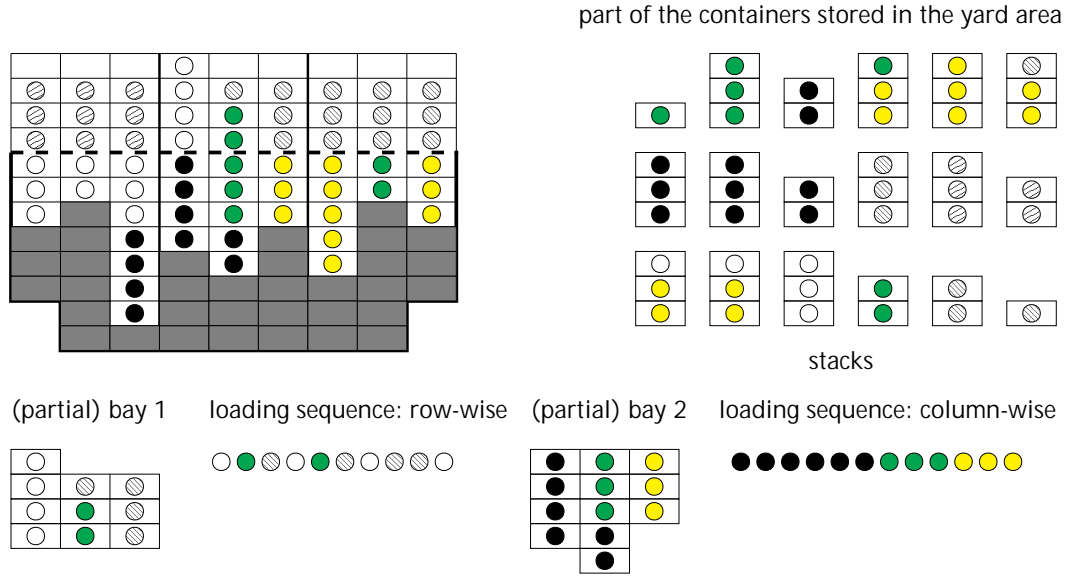 part of the containers stored in the yard area
stacks
(partial) bay 1
loading sequence: row-wise
(partial) bay 2
loading sequence: column-wise